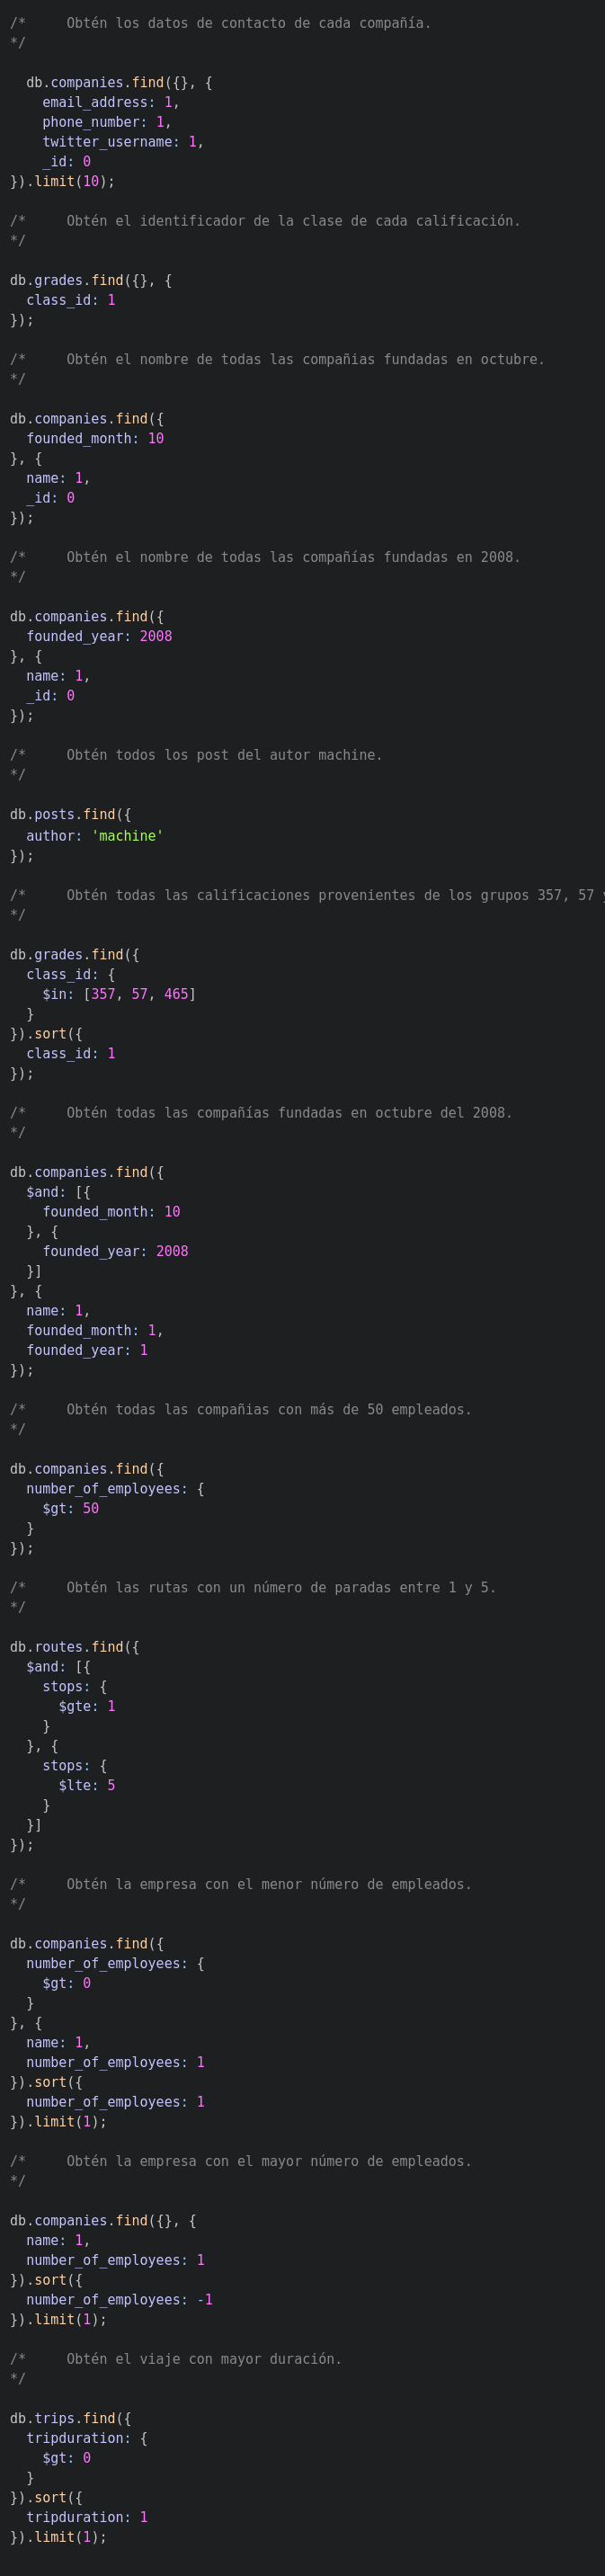 /*     Obtén los datos de contacto de cada compañía.
*/
  db.companies.find({}, {
    email_address: 1,
    phone_number: 1,
    twitter_username: 1,
    _id: 0
}).limit(10);
/*     Obtén el identificador de la clase de cada calificación.
*/
db.grades.find({}, {
  class_id: 1
});
/*     Obtén el nombre de todas las compañias fundadas en octubre.
*/
db.companies.find({
  founded_month: 10
}, {
  name: 1,
  _id: 0
});
/*     Obtén el nombre de todas las compañías fundadas en 2008.
*/
db.companies.find({
  founded_year: 2008
}, {
  name: 1,
  _id: 0
});
/*     Obtén todos los post del autor machine.
*/
db.posts.find({
  author: 'machine'
});
/*     Obtén todas las calificaciones provenientes de los grupos 357, 57 y
*/
db.grades.find({
  class_id: {
    $in: [357, 57, 465]
  }
}).sort({
  class_id: 1
});
/*     Obtén todas las compañías fundadas en octubre del 2008.
*/
db.companies.find({
  $and: [{
    founded_month: 10
  }, {
    founded_year: 2008
  }]
}, {
  name: 1,
  founded_month: 1,
  founded_year: 1
});
/*     Obtén todas las compañias con más de 50 empleados.
*/
db.companies.find({
  number_of_employees: {
    $gt: 50
  }
});
/*     Obtén las rutas con un número de paradas entre 1 y 5.
*/
db.routes.find({
  $and: [{
    stops: {
      $gte: 1
    }
  }, {
    stops: {
      $lte: 5
    }
  }]
});
/*     Obtén la empresa con el menor número de empleados.
*/
db.companies.find({
  number_of_employees: {
    $gt: 0
  }
}, {
  name: 1,
  number_of_employees: 1
}).sort({
  number_of_employees: 1
}).limit(1);
/*     Obtén la empresa con el mayor número de empleados.
*/
db.companies.find({}, {
  name: 1,
  number_of_employees: 1
}).sort({
  number_of_employees: -1
}).limit(1);
/*     Obtén el viaje con mayor duración.
*/
db.trips.find({
  tripduration: {
    $gt: 0
  }
}).sort({
  tripduration: 1
}).limit(1);